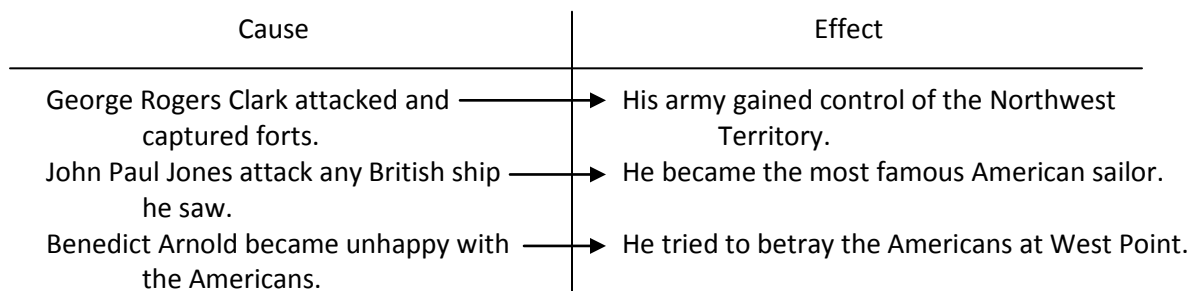 Cause Effect
George Rogers Clark attacked and His army gained control of the Northwest
captured forts. Territory.
John Paul Jones attack any British ship He became the most famous American sailor.
he saw.
Benedict Arnold became unhappy with He tried to betray the Americans at West Point.
the Americans.